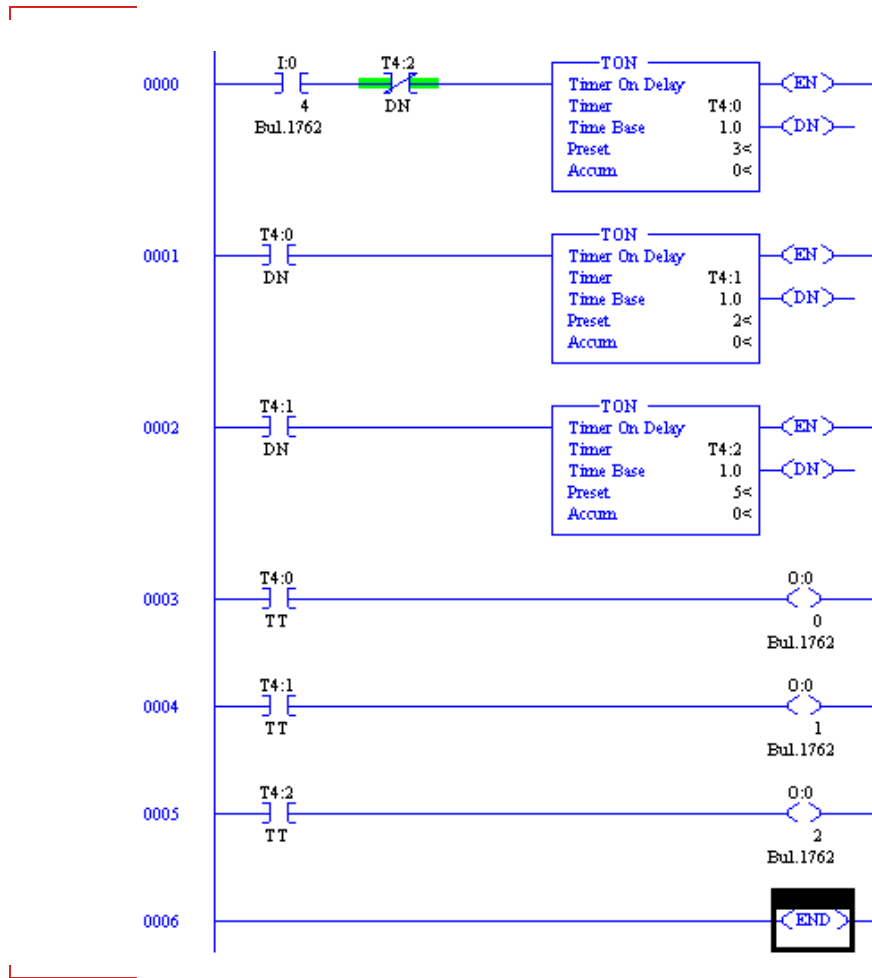 I:0 T4:2 TON
0000 Timer On Delay EN
4 DN Timer T4:0
Bul.1762 Time Base 1.0 DN
Preset 3<
Accum 0<
T4:0 TON
0001 Timer On Delay EN
DN Timer T4:1
Time Base 1.0 DN
Preset 2<
Accum 0<
T4:1 TON
0002 Timer On Delay EN
DN Timer T4:2
Time Base 1.0 DN
Preset 5<
Accum 0<
T4:0 O:0
0003
TT 0
Bul.1762
T4:1 O:0
0004
TT 1
Bul.1762
T4:2 O:0
0005
TT 2
Bul.1762
0006 END